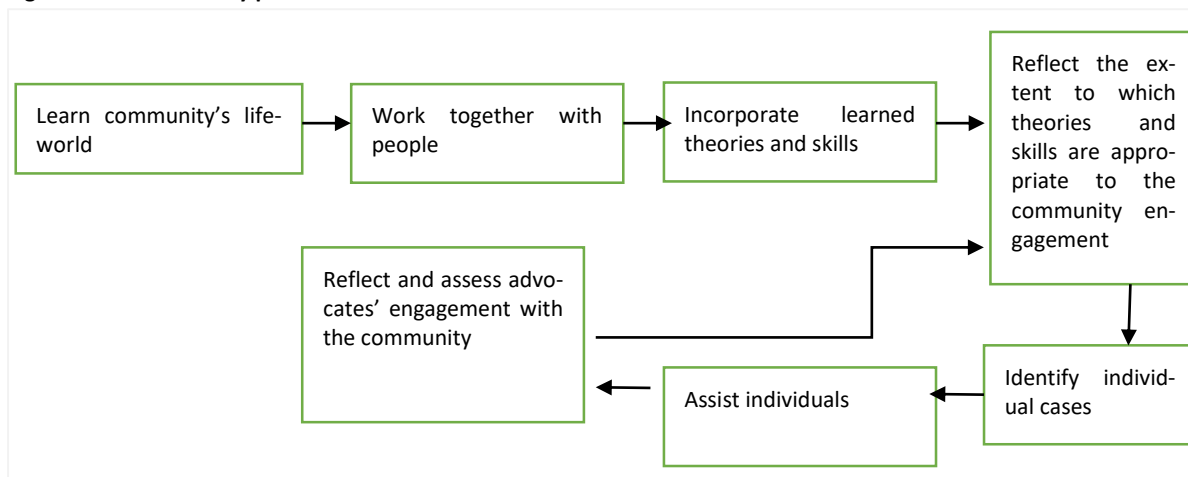 Learn community's life-
world
Work together with
people
Incorporate learned
theories and skills
Reflect the ex-
tent to which
theories and
skills are appro-
priate to the
community en-
gagement
Reflect and assess advo-
cates' engagement with
the community
Assist individuals
Identify individ-
ual cases